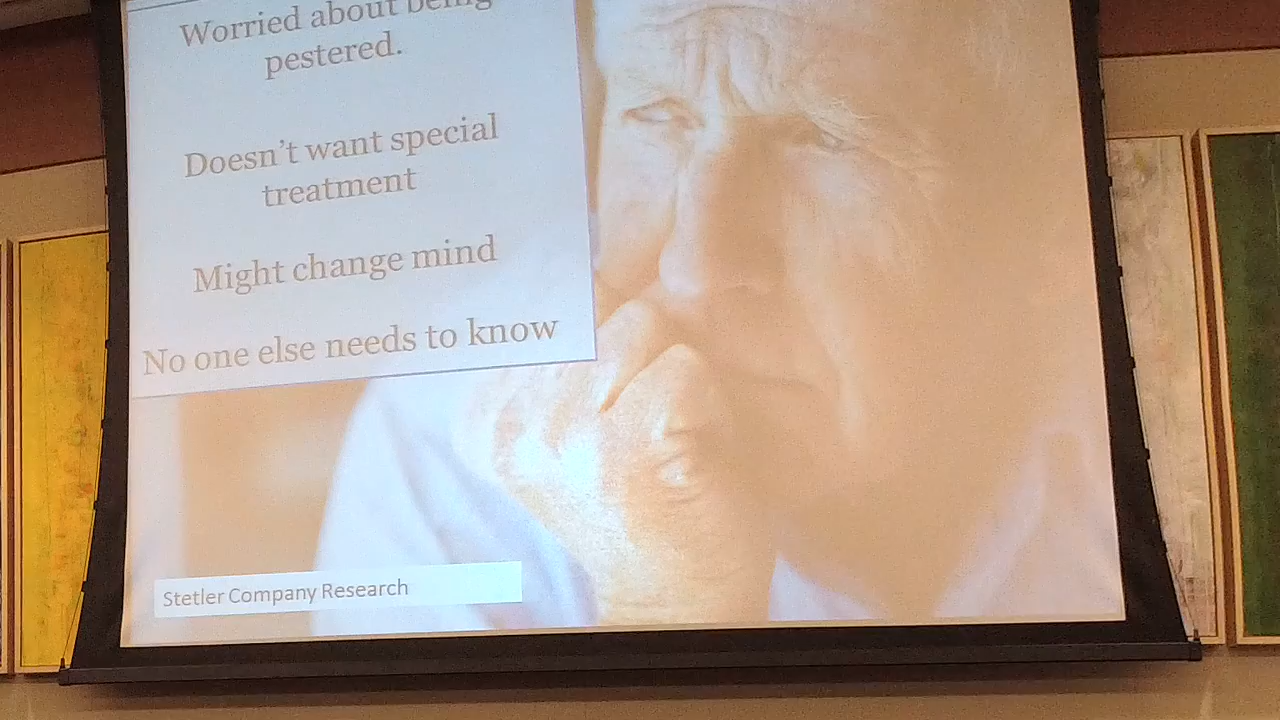 Worried about being
pestered.
Doesn't want special
treatment
Might change mind
No one else needs to know
Stetler Company Research